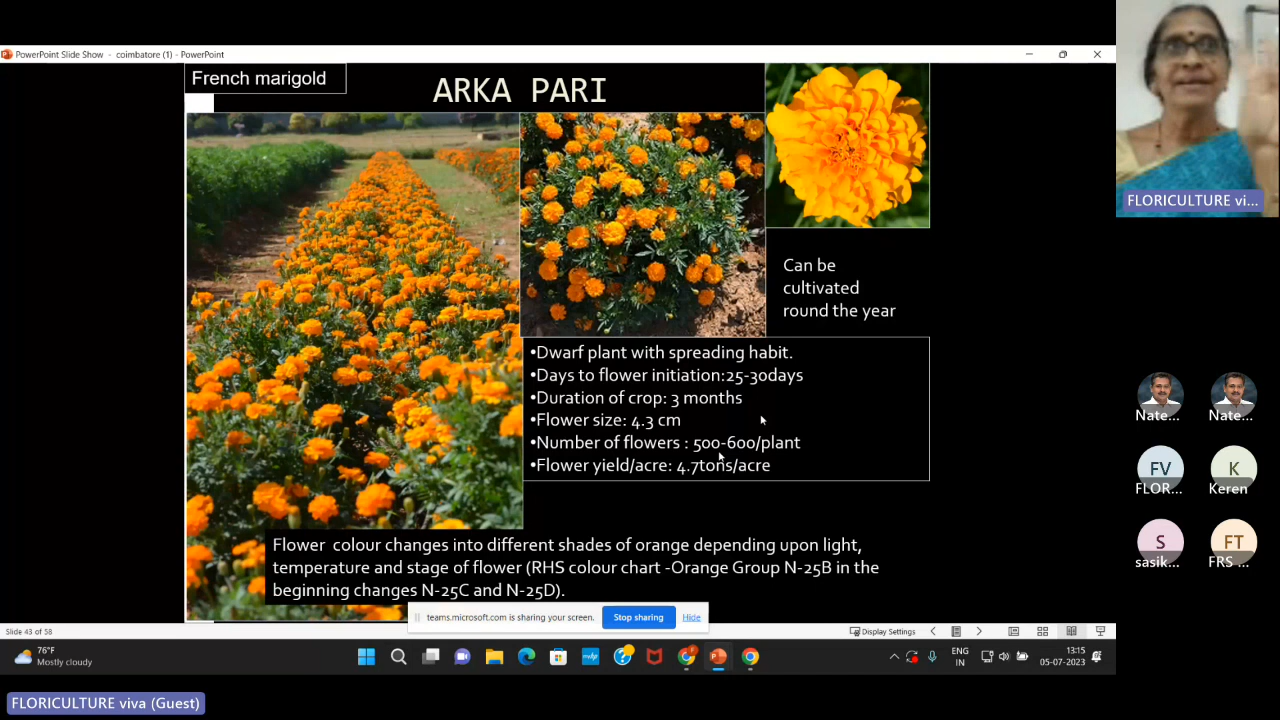 PowerPoint Slide Show - coimbatore (1) - PowerPoint
French marigold
ARKA PARI
Can be
cultivated
round the year
•Dwarf plant with spreading habit.
•Days to flower initiation:25-30days
•Duration of crop: 3 months
•Flower size: 4.3 cm
•Number of flowers : 500-600/plant
•Flower yield/acre: 4.7tons/acre
Flower colour changes into different shades of orange depending upon light,
temperature and stage of flower (RHS colour chart -Orange Group N-25B in the
beginning changes N-25C and N-25D).
teams.microsoft.com is sharing your screen. Stop sharing Hide
Slide 43 of 58
Display Settings
76°F
Mostly cloudy
ENG
IN
13:15
05-07-2023
FLORICULTURE vi...
Nate... Nate...
FV K
FLOR... Keren
S FT
sasik... FRS ...
FLORICULTURE viva (Guest)